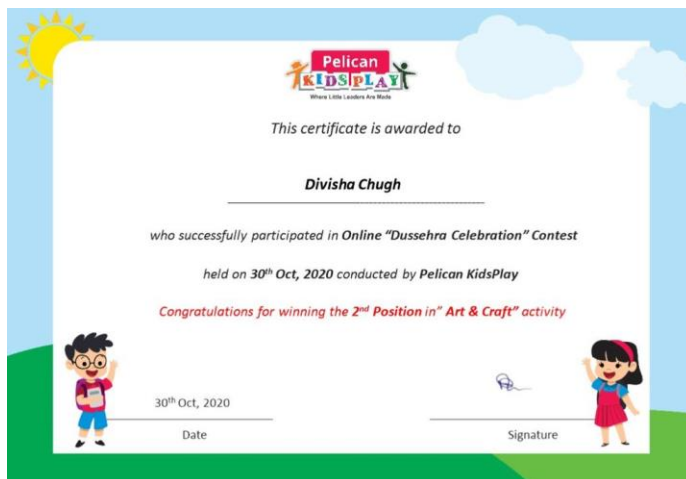 Pelican
KIDSPLAY
Where Little Leaders Are Made
This certificate is awarded to
Divisha Chugh
who successfully participated in Online “Dussehra Celebration” Contest
held on 30th Oct, 2020 conducted by Pelican KidsPlay
Congratulations for winning the 2nd Position in” Art & Craft” activity
30th Oct, 2020
Date
Signature